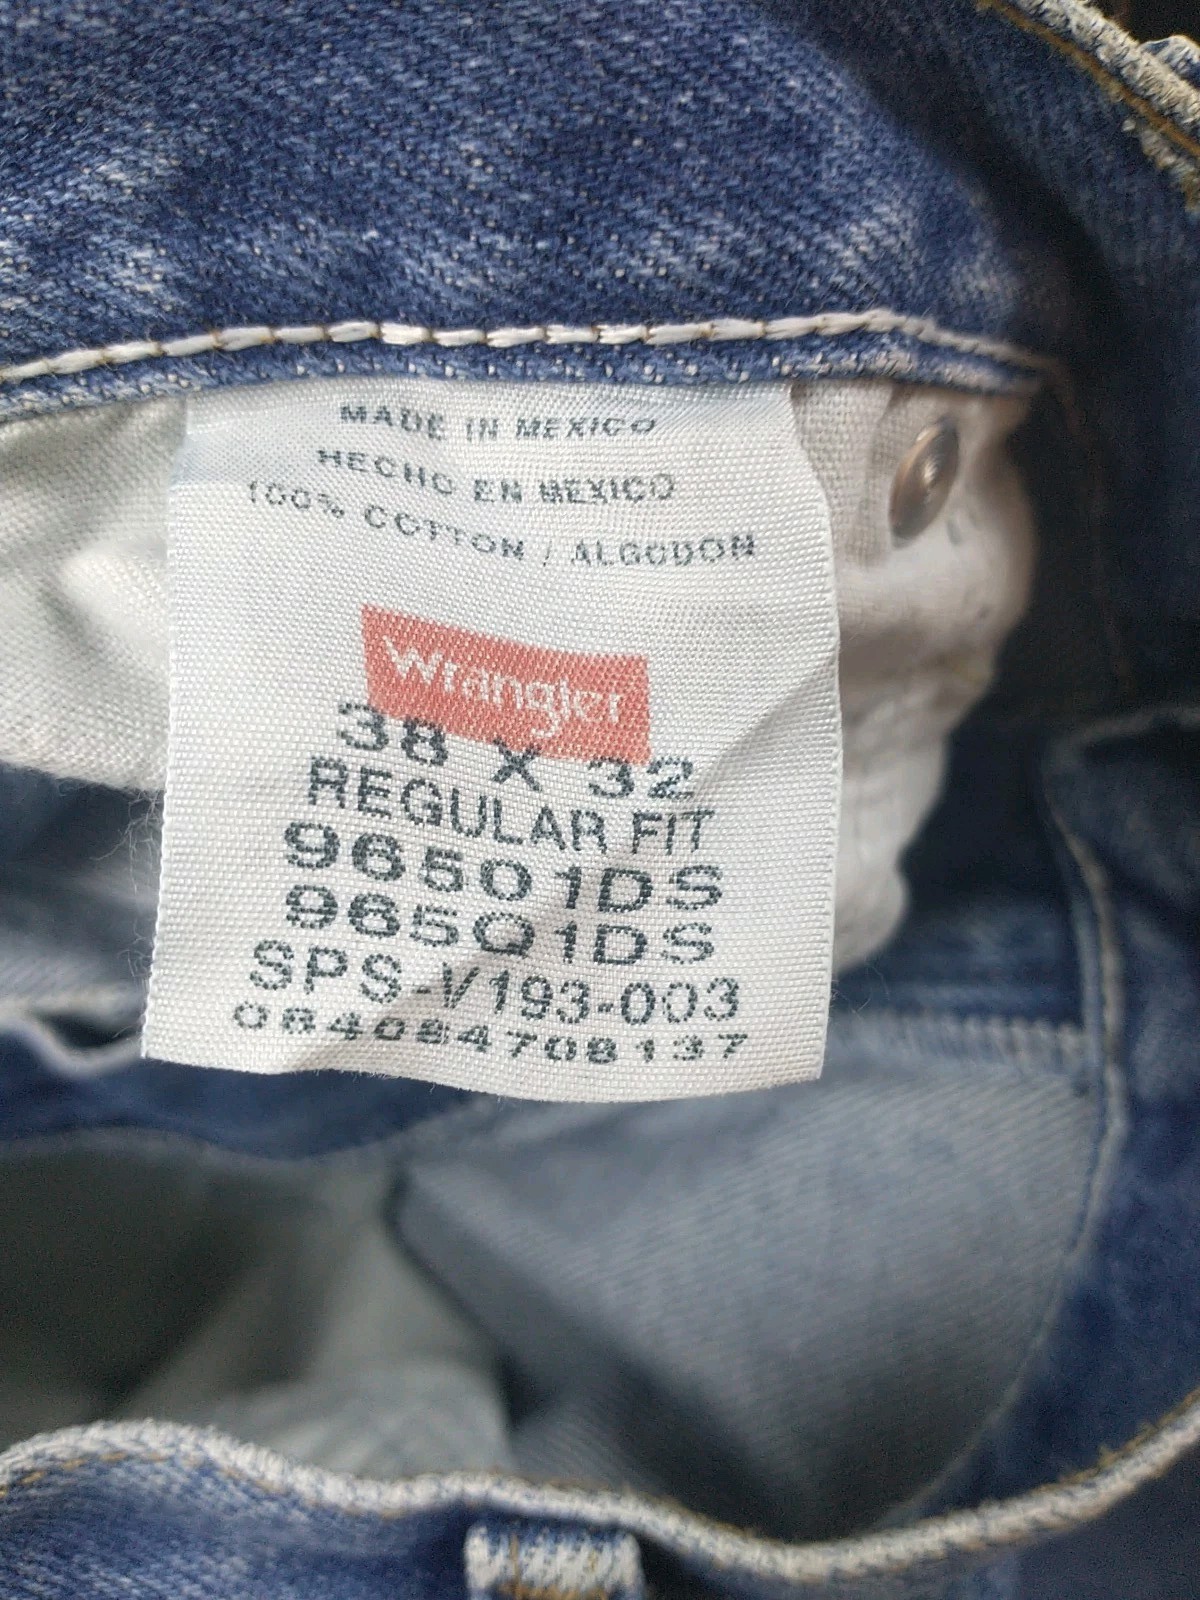 MADE IN MEXICO
HECHO EN MEXICO
100% COTTON / ALGODON
Wrangler
38 X 32
REGULAR FIT
96501DS
965Q1DS
SPS-V193-003
084084708137